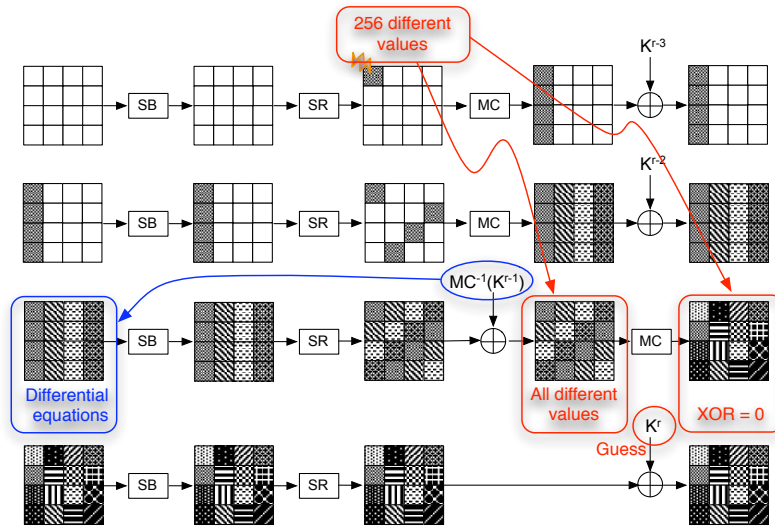 256 different
values
K^r-3
SB
SR
MC
K^r-2
SB
SR
MC
MC^-1(K^r-1)
SB
SR
MC
Differential
equations
All different
values
XOR = 0
K^r
Guess
SB
SR